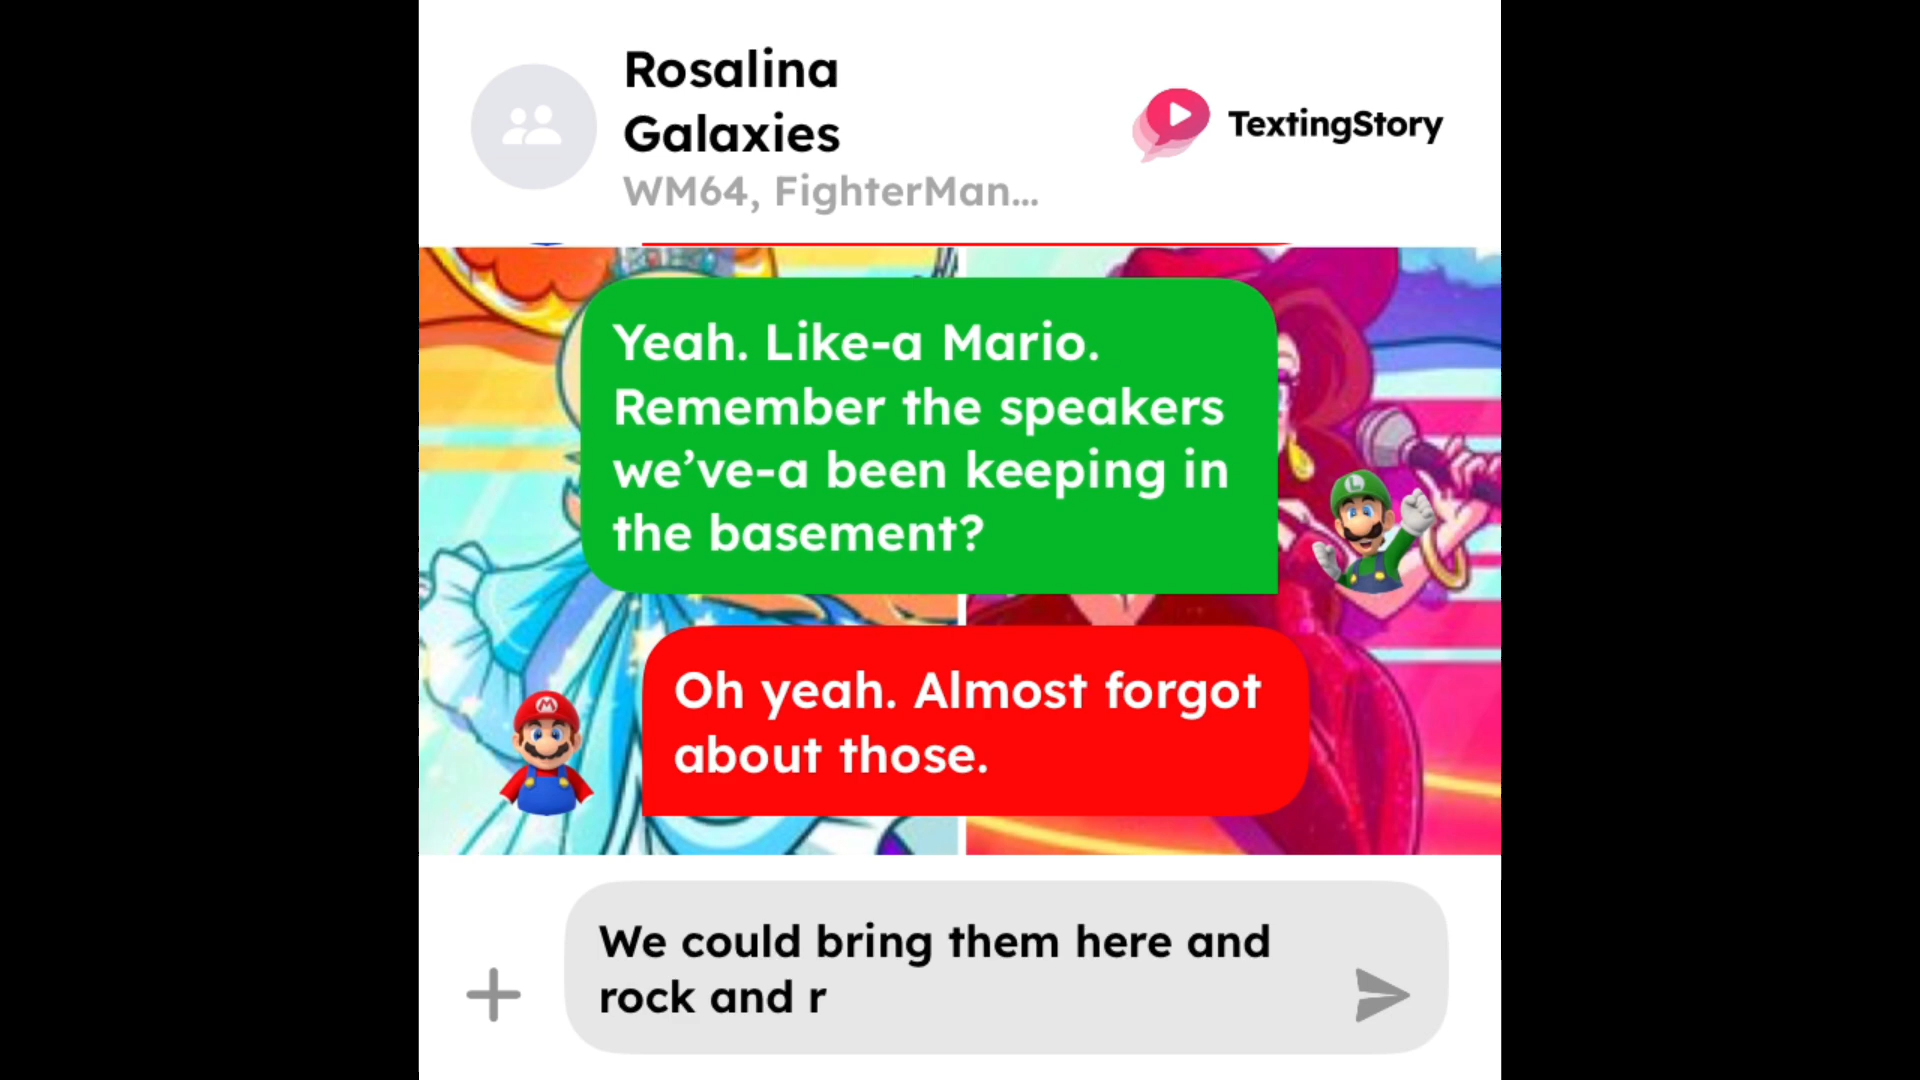 Rosalina
Galaxies
WM64, FighterMan...
TextingStory
Yeah. Like-a Mario.
Remember the speakers
we’ve-a been keeping in
the basement?
L
Oh yeah. Almost forgot
about those.
M
We could bring them here and
rock and r